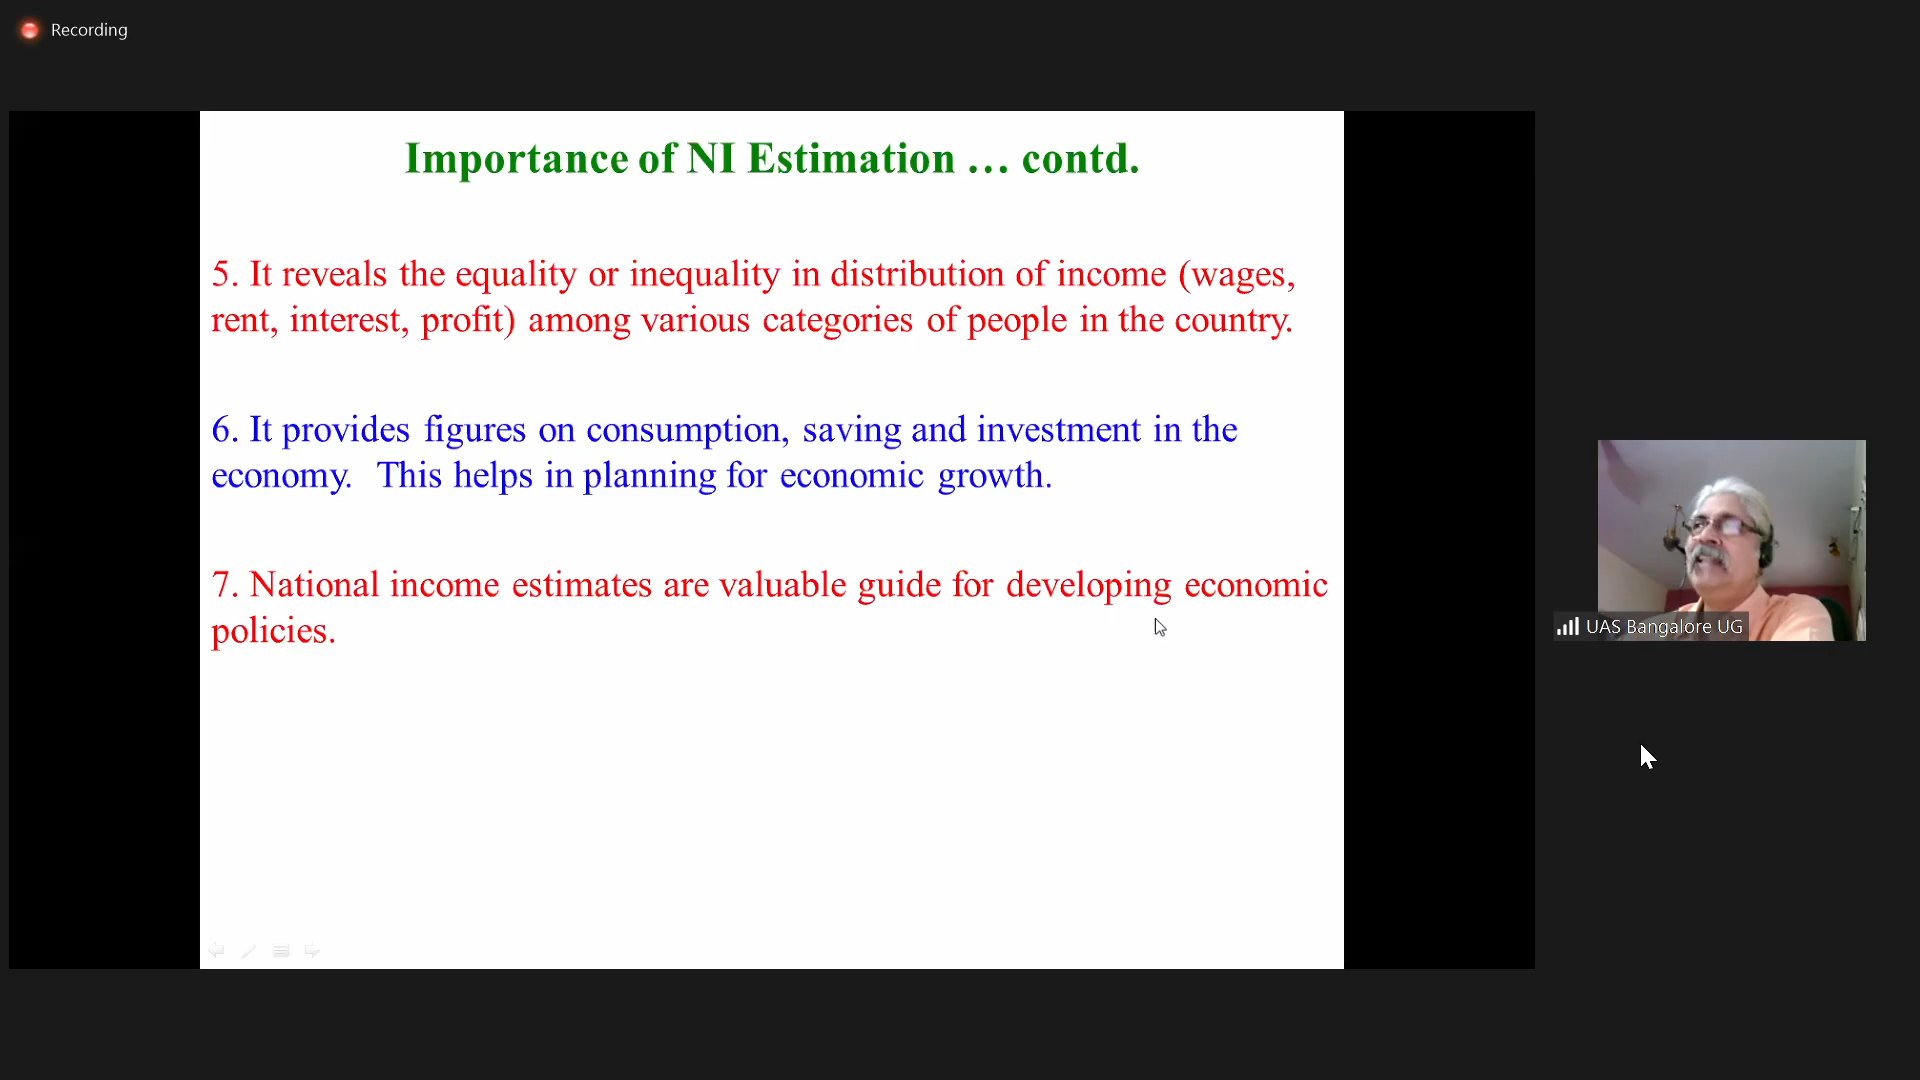 Recording
Importance of NI Estimation … contd.
5. It reveals the equality or inequality in distribution of income (wages,
rent, interest, profit) among various categories of people in the country.
6. It provides figures on consumption, saving and investment in the
economy.  This helps in planning for economic growth.
7. National income estimates are valuable guide for developing economic
policies.
UAS Bangalore UG